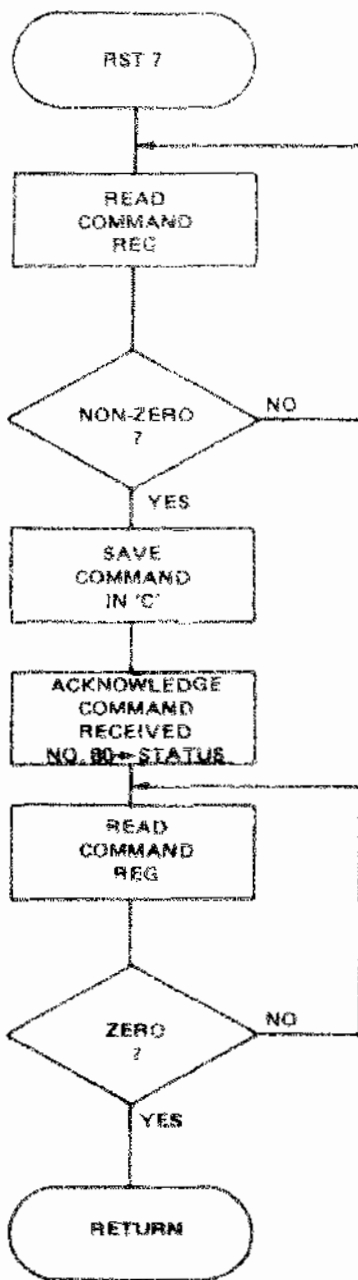 RST 7
READ
COMMAND
REG
NON-ZERO
?
NO
YES
SAVE
COMMAND
IN 'C'
ACKNOWLEDGE
COMMAND
RECEIVED
NO. 80→STATUS
READ
COMMAND
REG
ZERO
?
NO
YES
RETURN